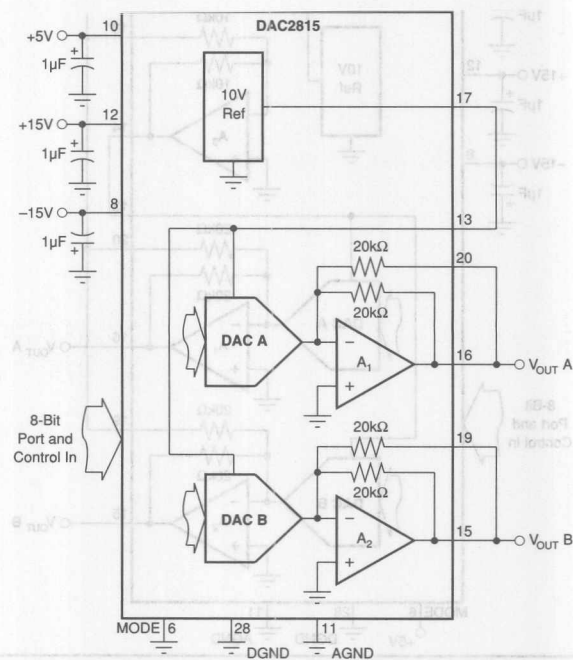 DAC2815
+5V
10
1µF
+
10V
Ref
17
+15V
12
1µF
+
−15V
8
1µF
+
13
20kΩ
20
20kΩ
DAC A
−
A1
+
16
VOUT A
8-Bit
Port and
Control In
20kΩ
19
20kΩ
DAC B
−
A2
+
15
VOUT B
MODE
6
28
DGND
11
AGND